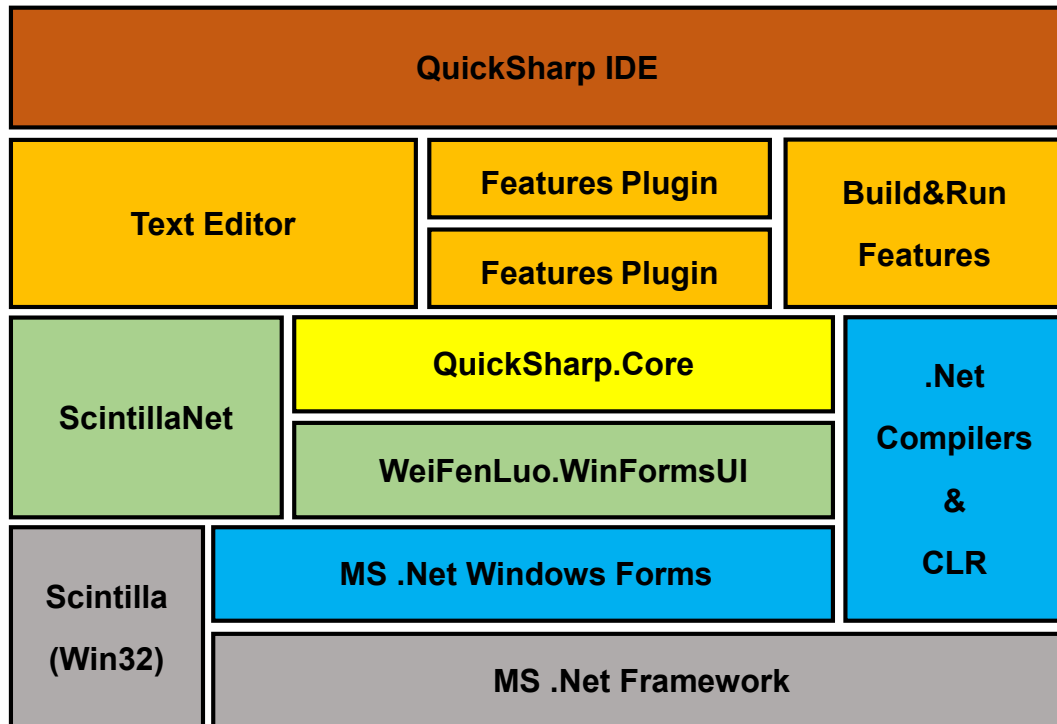 QuickSharp IDE
Text Editor
Features Plugin
Features Plugin
Build&Run
Features
ScintillaNet
QuickSharp.Core
WeiFenLuo.WinFormsUI
.Net
Compilers
&
CLR
Scintilla
(Win32)
MS .Net Windows Forms
MS .Net Framework